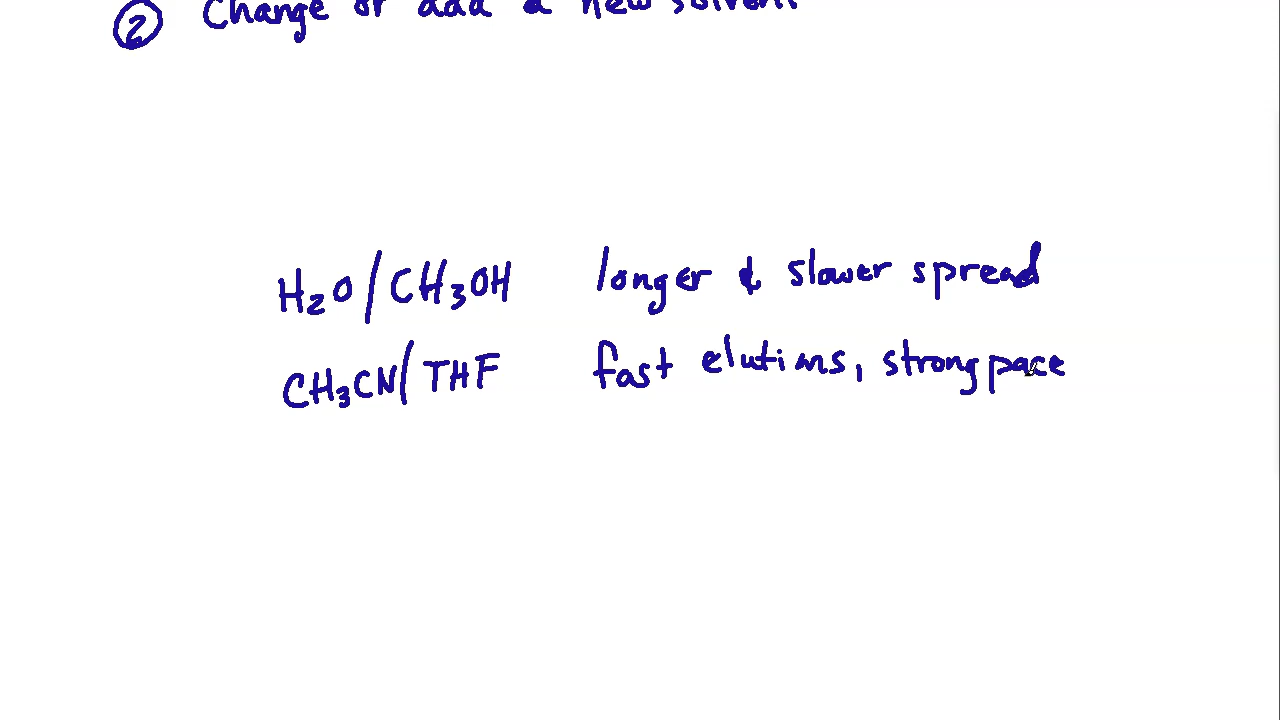 ② Change or add a new solvent
H₂O/CH₃OH longer & slower spread
CH₃CN/THF fast elutions, strong pace